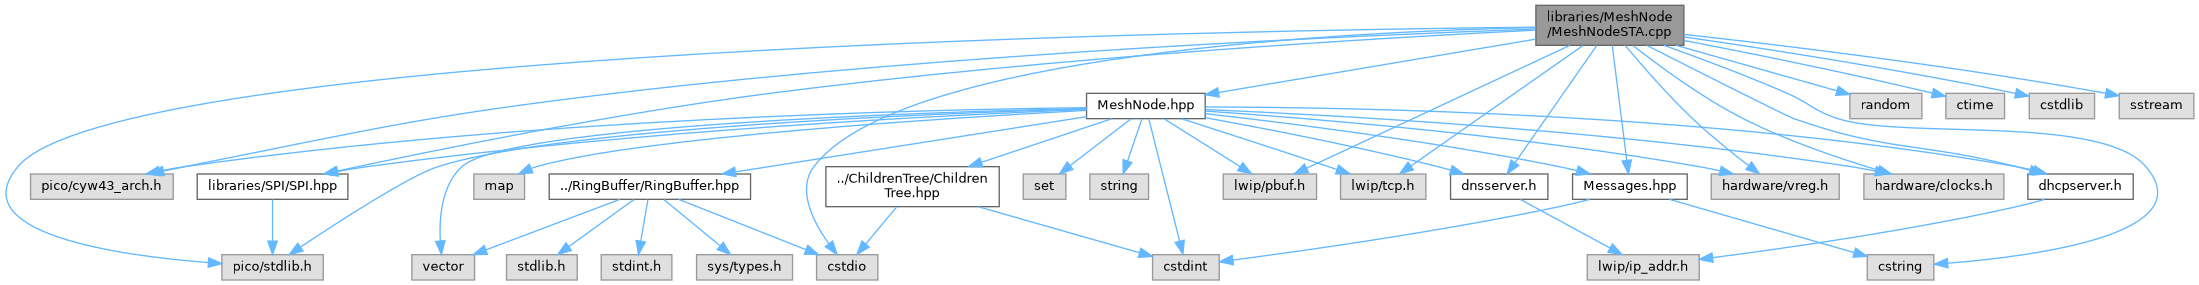 libraries/MeshNode
/MeshNodeSTA.cpp
MeshNode.hpp
random
ctime
cstdlib
sstream
pico/cyw43_arch.h
libraries/SPI/SPI.hpp
map
../RingBuffer/RingBuffer.hpp
../ChildrenTree/Children
Tree.hpp
set
string
lwip/pbuf.h
lwip/tcp.h
dnsserver.h
Messages.hpp
hardware/vreg.h
hardware/clocks.h
dhcpserver.h
pico/stdlib.h
vector
stdlib.h
stdint.h
sys/types.h
cstdio
cstdint
lwip/ip_addr.h
cstring